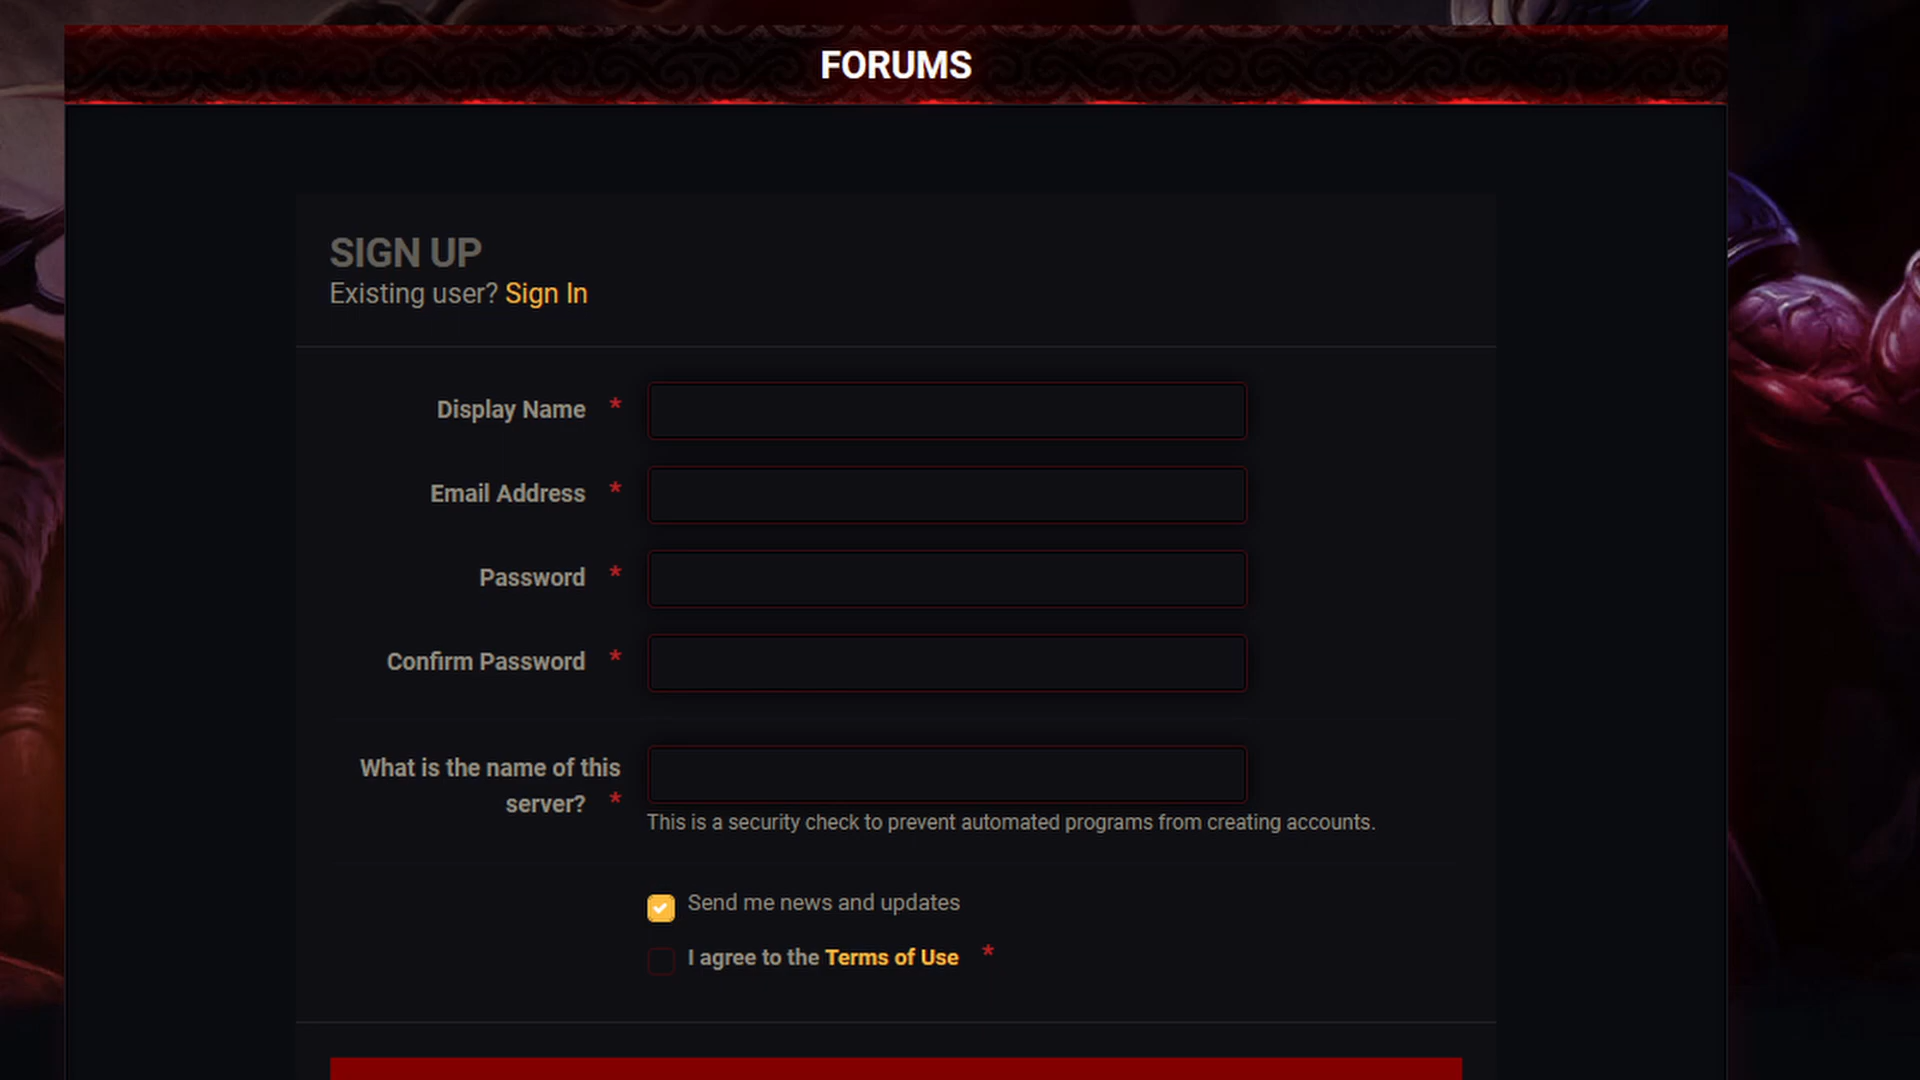 FORUMS
SIGN UP
Existing user? Sign In
Display Name *
Email Address *
Password *
Confirm Password *
What is the name of this
server? *
This is a security check to prevent automated programs from creating accounts.
Send me news and updates
I agree to the Terms of Use *